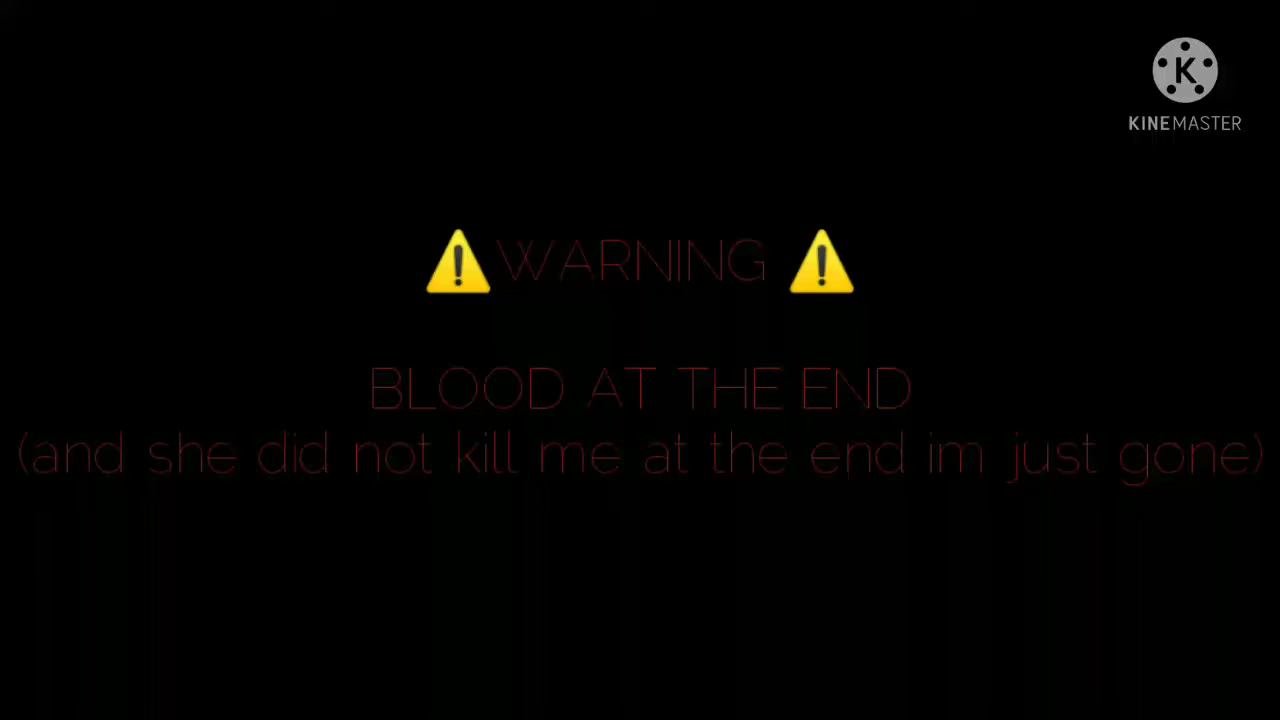 KINEMASTER
⚠️WARNING ⚠️
BLOOD AT THE END
(and she did not kill me at the end im just gone)